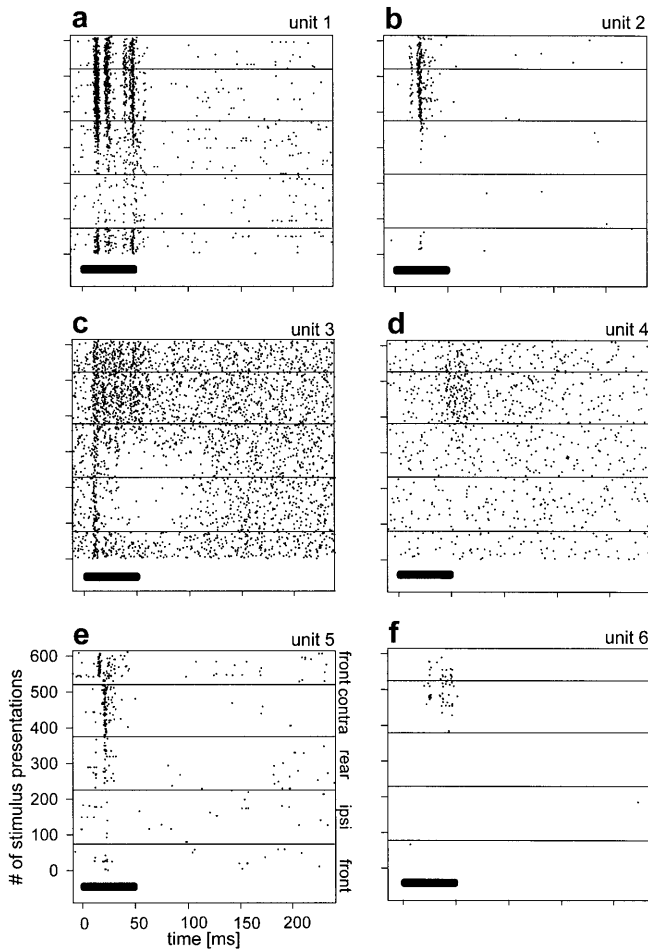 a unit 1
b unit 2
c unit 3
d unit 4
e unit 5
f unit 6
# of stimulus presentations
600
500
400
300
200
100
0
front
contra
rear
ipsi
front
0 50 100 150 200
time [ms]